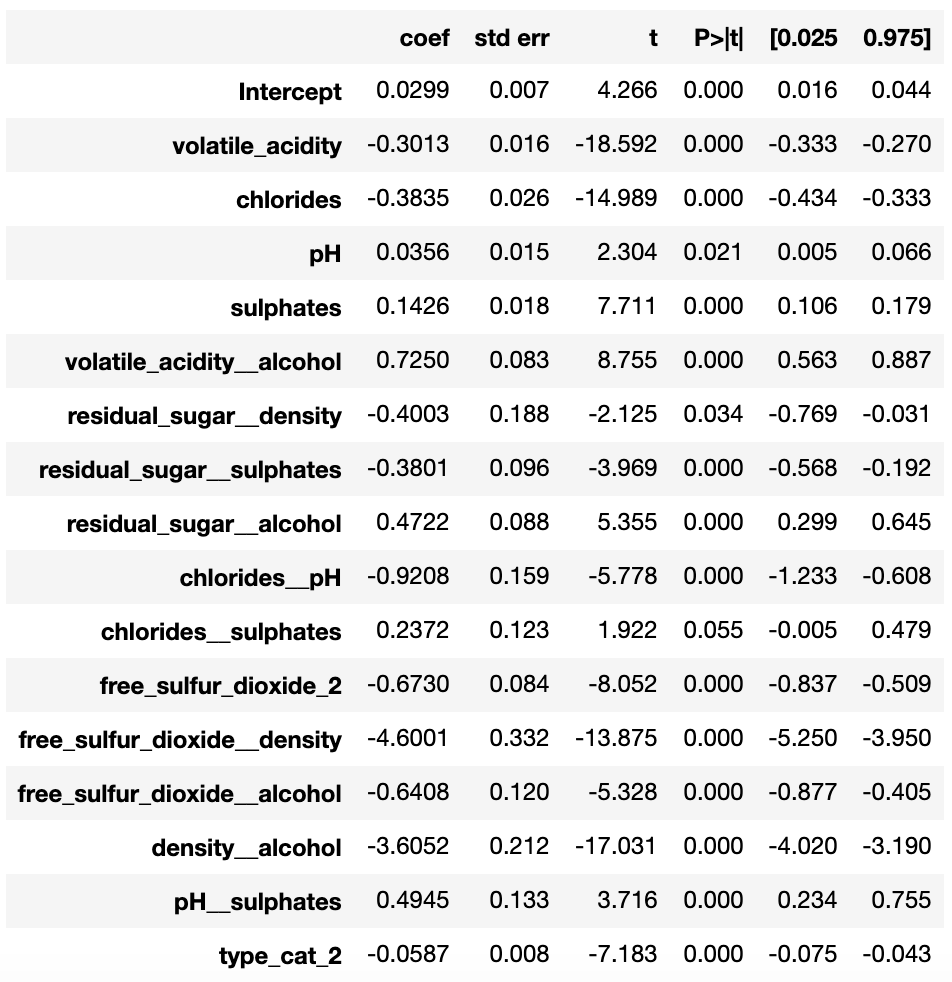 coef std err t P>|t| [0.025 0.975]
Intercept 0.0299 0.007 4.266 0.000 0.016 0.044
volatile_acidity -0.3013 0.016 -18.592 0.000 -0.333 -0.270
chlorides -0.3835 0.026 -14.989 0.000 -0.434 -0.333
pH 0.0356 0.015 2.304 0.021 0.005 0.066
sulphates 0.1426 0.018 7.711 0.000 0.106 0.179
volatile_acidity__alcohol 0.7250 0.083 8.755 0.000 0.563 0.887
residual_sugar__density -0.4003 0.188 -2.125 0.034 -0.769 -0.031
residual_sugar__sulphates -0.3801 0.096 -3.969 0.000 -0.568 -0.192
residual_sugar__alcohol 0.4722 0.088 5.355 0.000 0.299 0.645
chlorides__pH -0.9208 0.159 -5.778 0.000 -1.233 -0.608
chlorides__sulphates 0.2372 0.123 1.922 0.055 -0.005 0.479
free_sulfur_dioxide_2 -0.6730 0.084 -8.052 0.000 -0.837 -0.509
free_sulfur_dioxide__density -4.6001 0.332 -13.875 0.000 -5.250 -3.950
free_sulfur_dioxide__alcohol -0.6408 0.120 -5.328 0.000 -0.877 -0.405
density__alcohol -3.6052 0.212 -17.031 0.000 -4.020 -3.190
pH__sulphates 0.4945 0.133 3.716 0.000 0.234 0.755
type_cat_2 -0.0587 0.008 -7.183 0.000 -0.075 -0.043